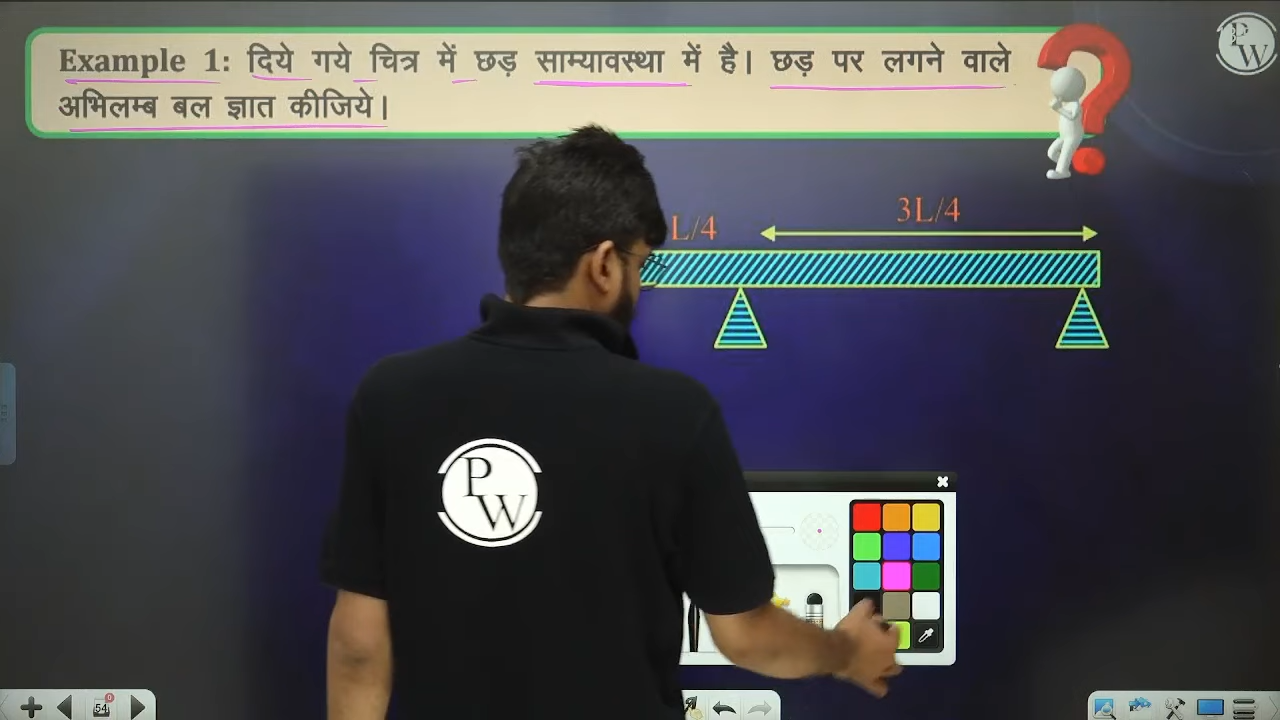 Example 1: दिये गये चित्र में छड़ साम्यावस्था में है। छड़ पर लगने वाले
अभिलम्ब बल ज्ञात कीजिये।
P
W
L/4
3L/4
P
W
54